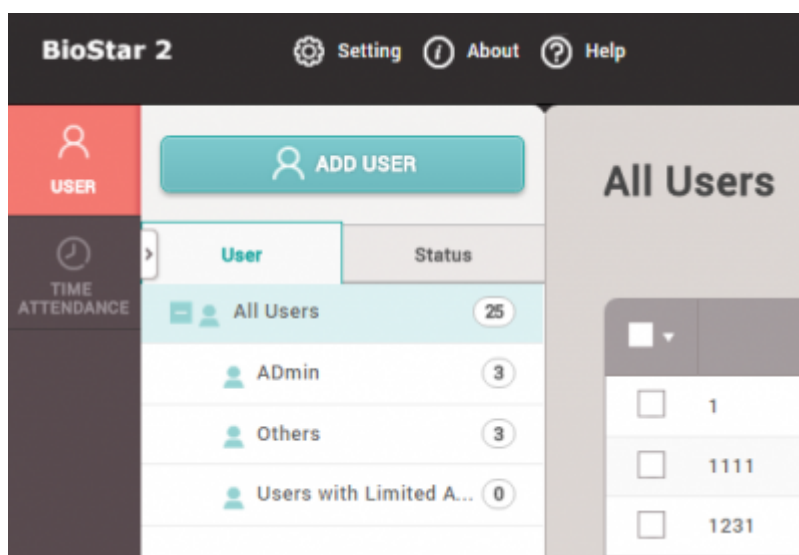 BioStar 2 Setting About Help
USER
TIME
ATTENDANCE
ADD USER
User Status
All Users 25
ADmin 3
Others 3
Users with Limited A... 0
All Users
1
1111
1231